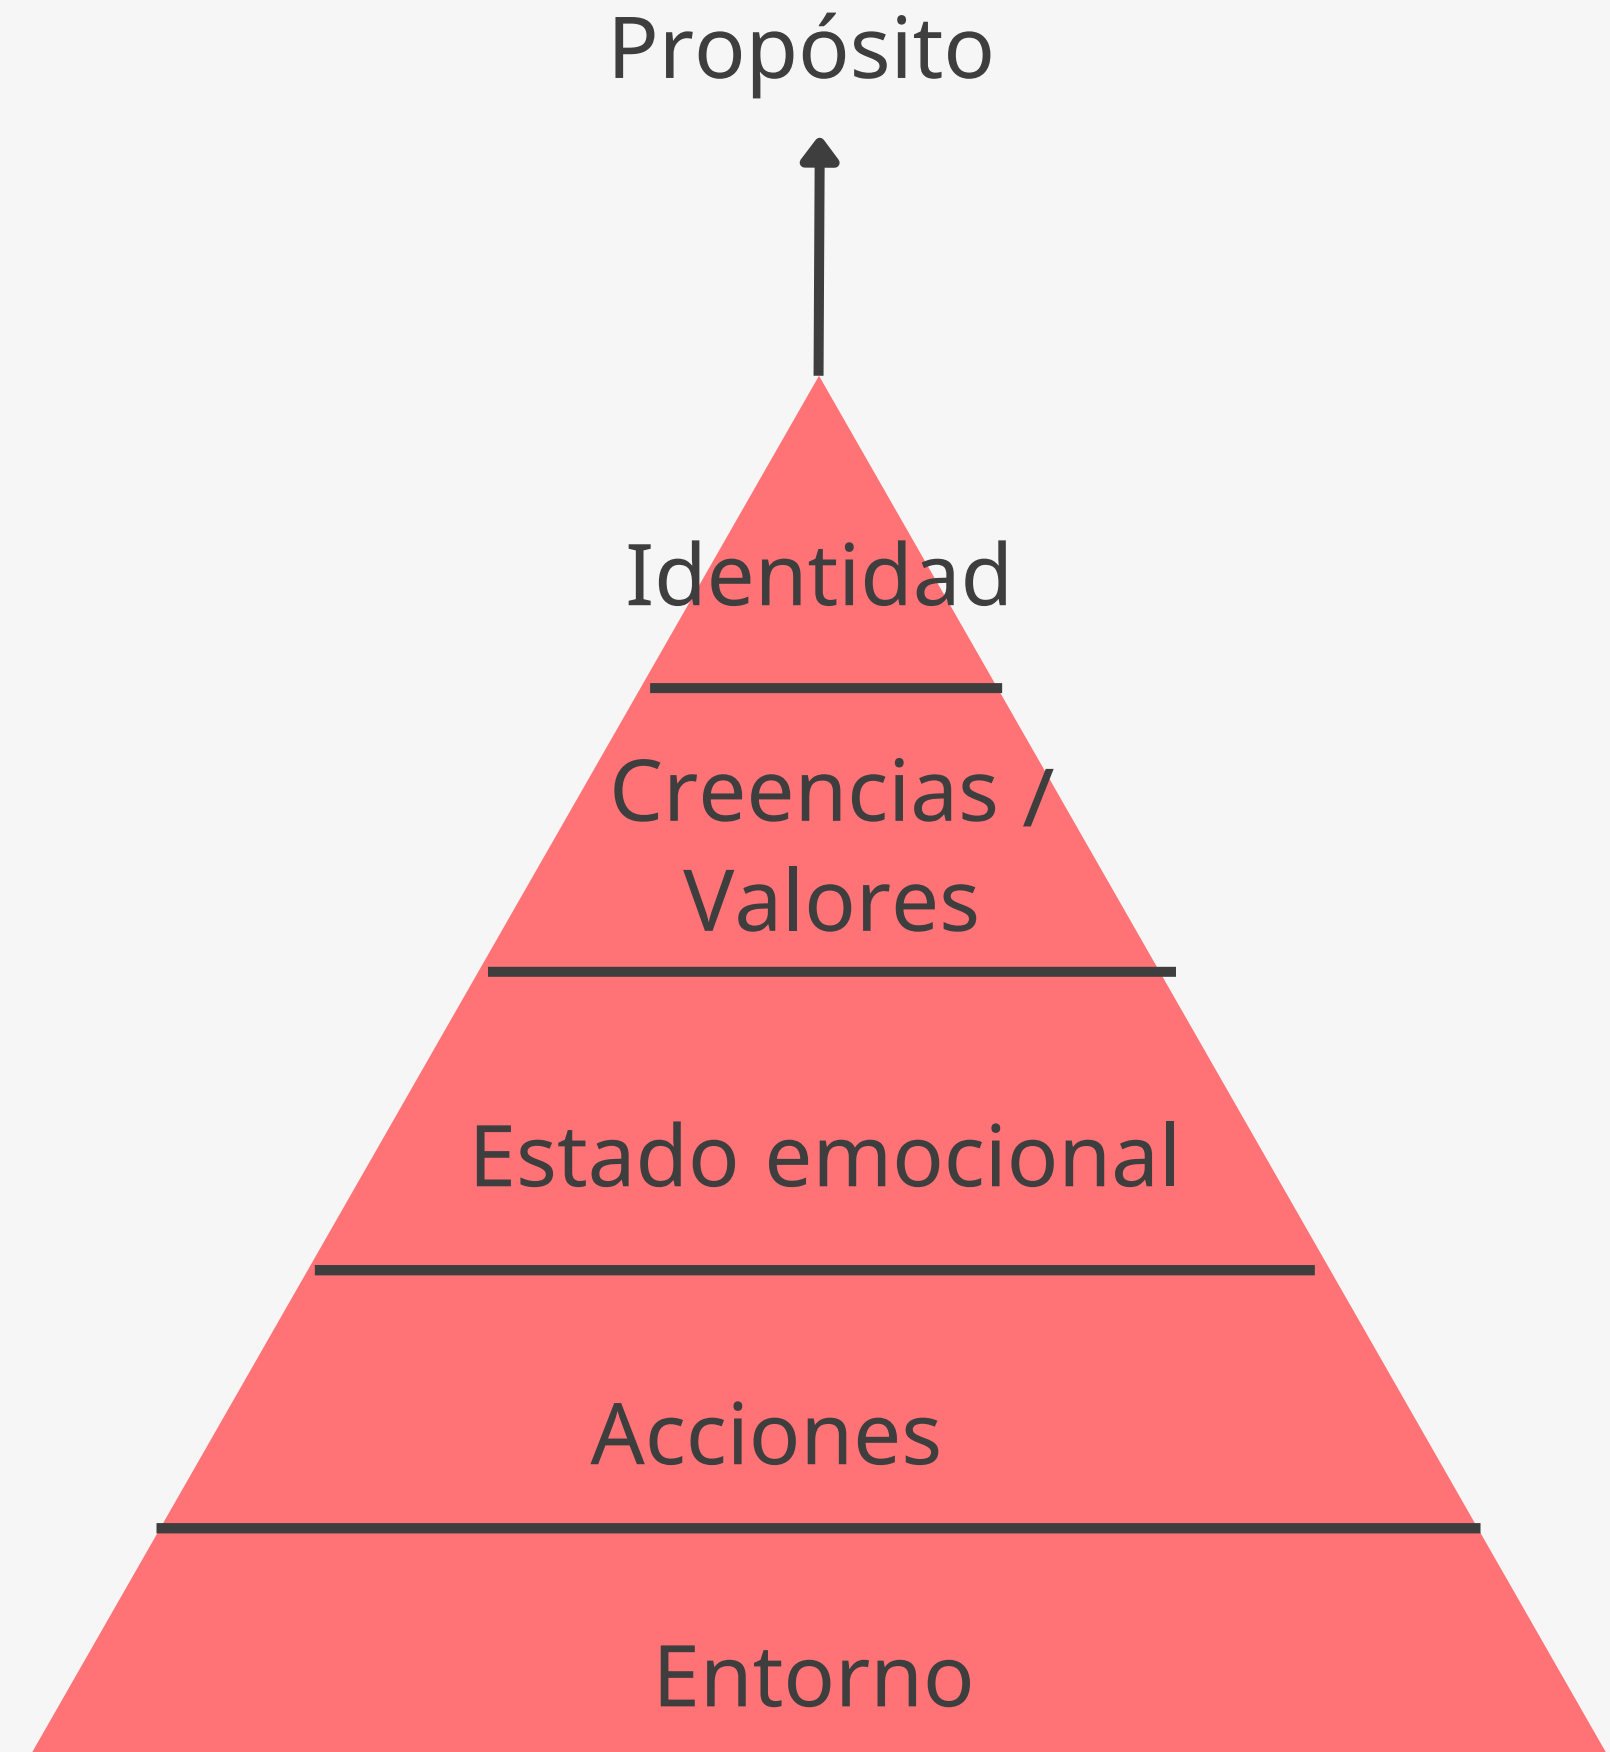 Propósito
Identidad
Creencias /
Valores
Estado emocional
Acciones
Entorno